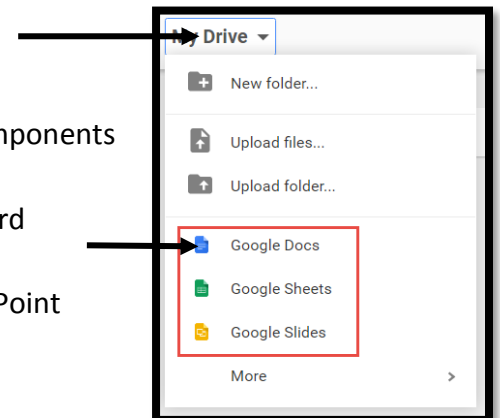 mponents
rd
Point
My Drive
New folder...
Upload files...
Upload folder...
Google Docs
Google Sheets
Google Slides
More